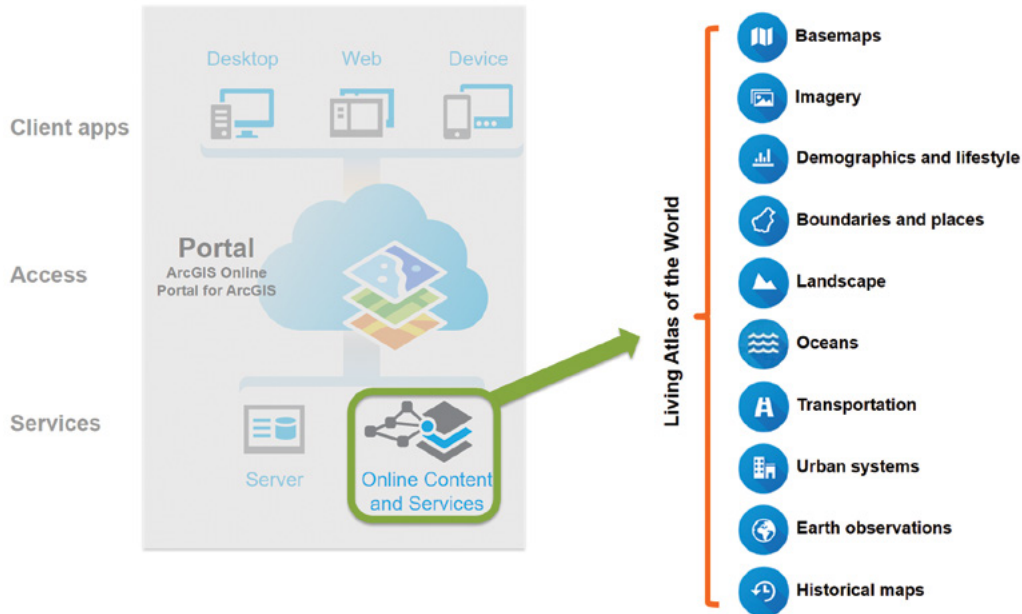 Desktop
Web
Device
Client apps
Portal
ArcGIS Online
Portal for ArcGIS
Access
Services
Server
Online Content
and Services
Living Atlas of the World
Basemaps
Imagery
Demographics and lifestyle
Boundaries and places
Landscape
Oceans
Transportation
Urban systems
Earth observations
Historical maps